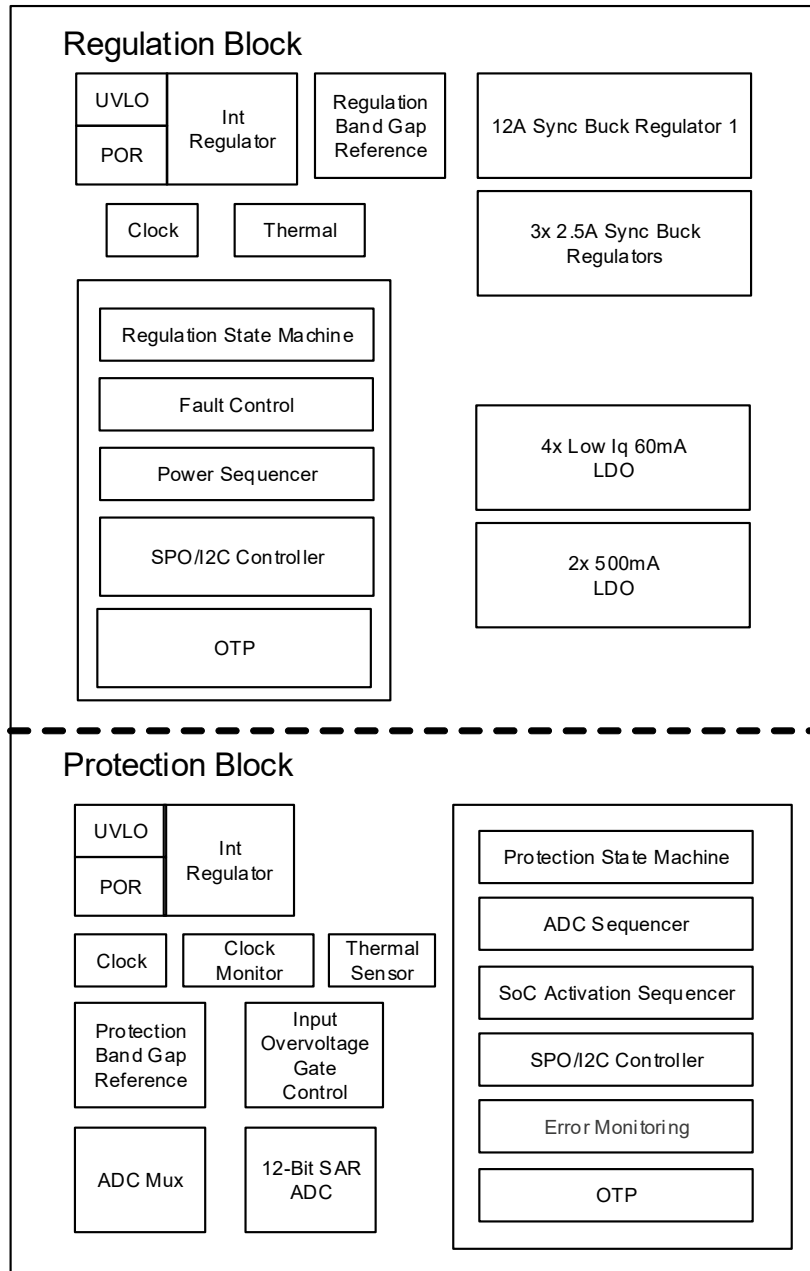 Regulation Block
UVLO
POR
Int
Regulator
Regulation
Band Gap
Reference
12A Sync Buck Regulator 1
Clock
Thermal
3x 2.5A Sync Buck
Regulators
Regulation State Machine
Fault Control
Power Sequencer
SPO/I2C Controller
OTP
4x Low Iq 60mA
LDO
2x 500mA
LDO
Protection Block
UVLO
POR
Int
Regulator
Clock
Clock
Monitor
Thermal
Sensor
Protection
Band Gap
Reference
Input
Overvoltage
Gate
Control
ADC Mux
12-Bit SAR
ADC
Protection State Machine
ADC Sequencer
SoC Activation Sequencer
SPO/I2C Controller
Error Monitoring
OTP